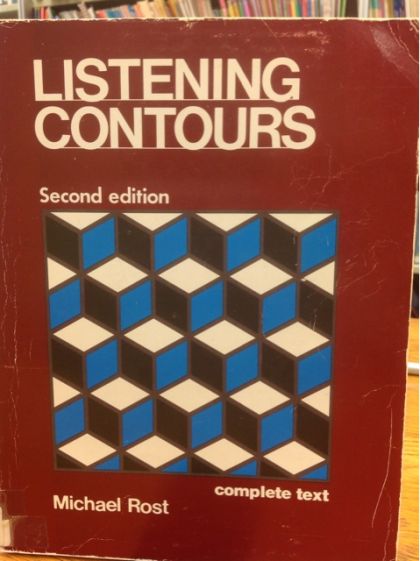 LISTENING
CONTOURS
Second edition
complete text
Michael Rost